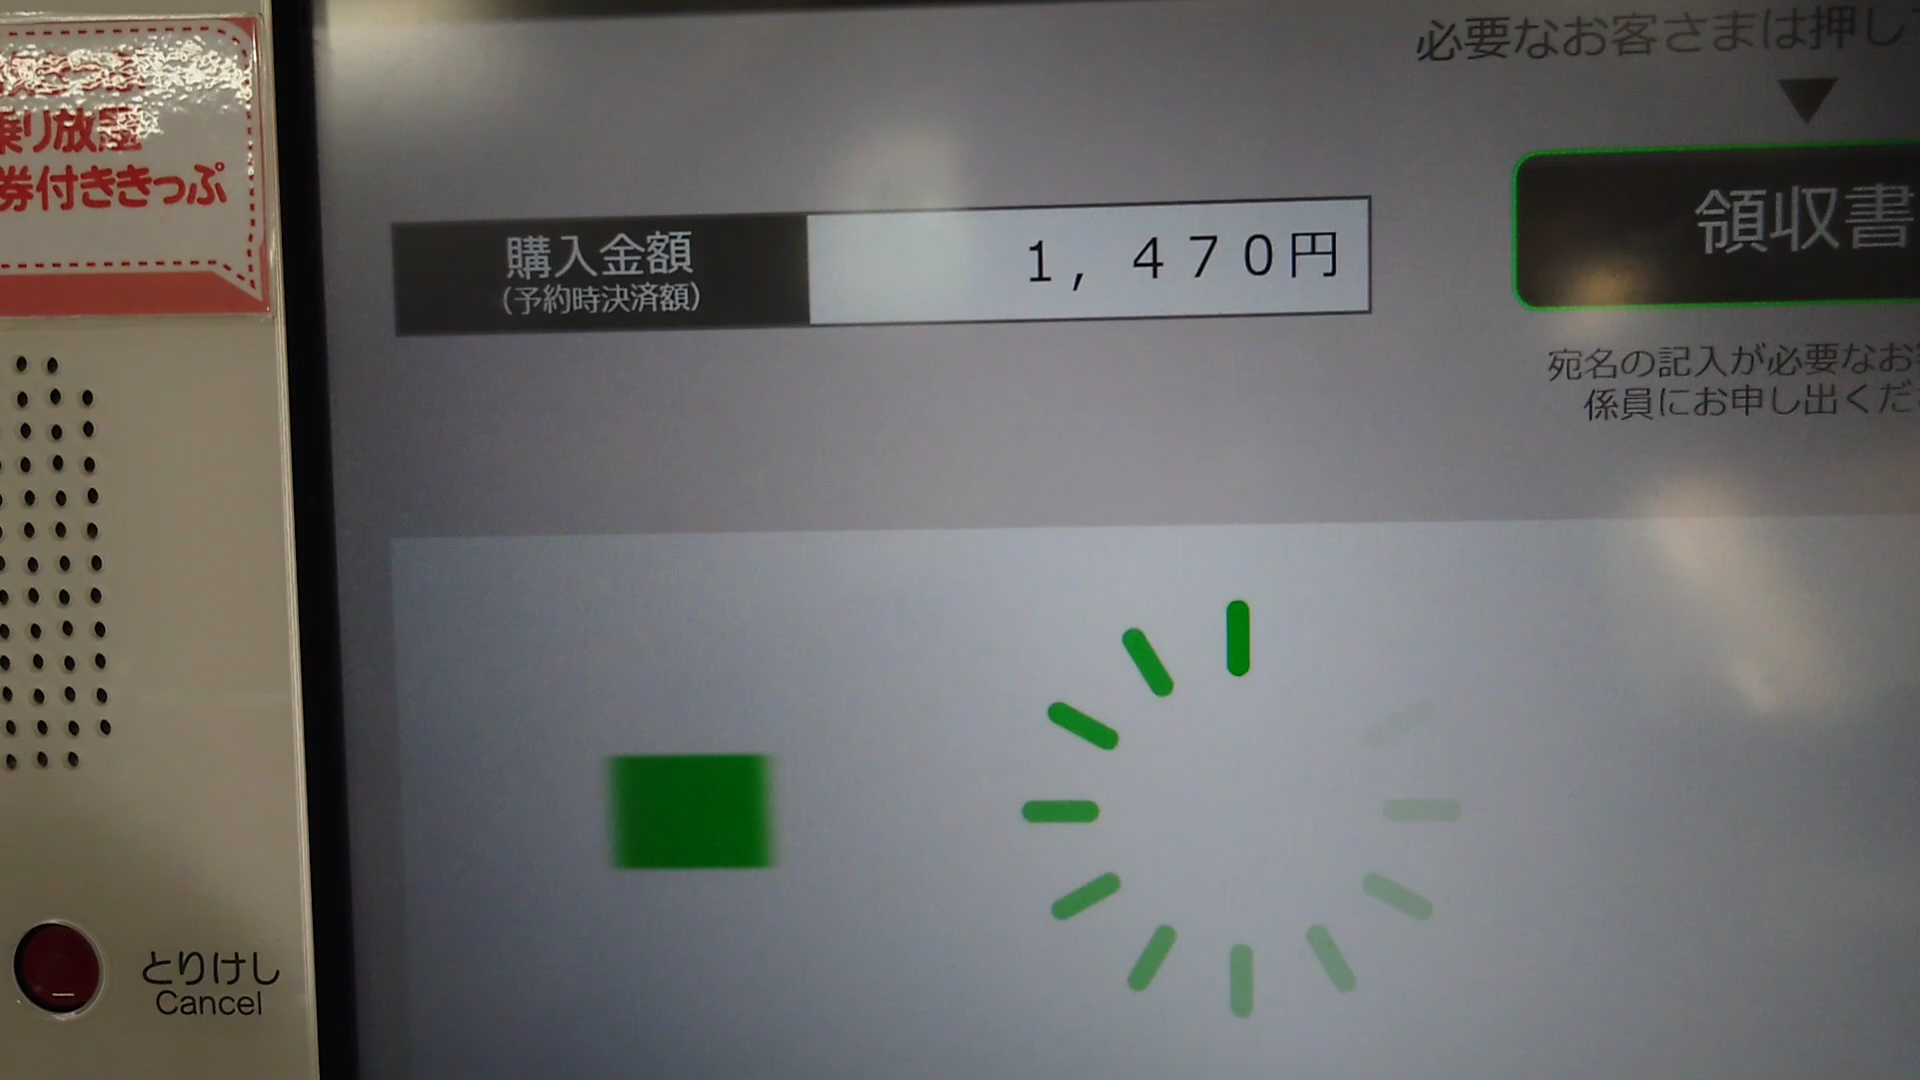 乗り放題
券付ききっぷ
必要なお客さまは押し
購入金額
(予約時決済額)
1,470円
領収書
宛名の記入が必要なお
係員にお申し出くだ
とりけし
Cancel